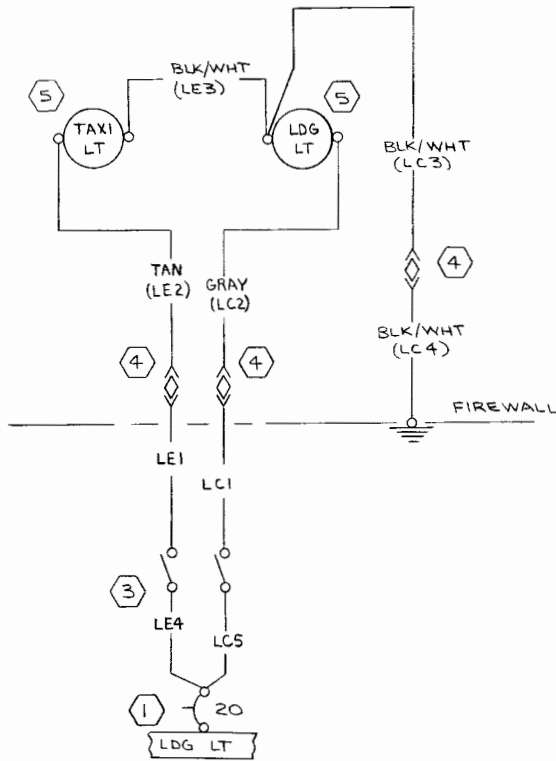 BLK/WHT
(LE3)
5
5
TAXI
LT
LDG
LT
BLK/WHT
(LC3)
TAN
(LE2)
GRAY
(LC2)
4
BLK/WHT
(LC4)
4
4
FIREWALL
LE1
LC1
3
LE4
LC5
1
20
LDG LT